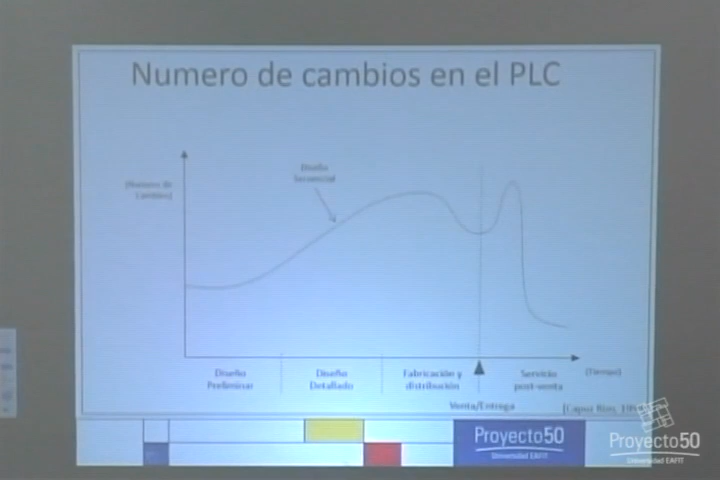 Numero de cambios en el PLC
Diseño
Secuencial
(Numero de
Cambios)
Diseño
Preliminar
Diseño
Detallado
Fabricación y
distribución
Servicio
post-venta
(Tiempo)
Venta/Entrega
Proyecto50
Universidad EAFIT
Proyecto50
Universidad EAFIT